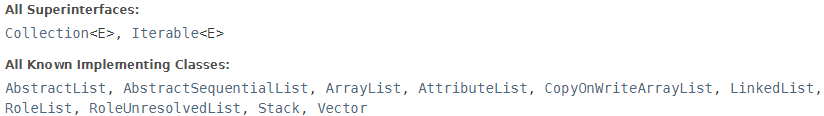 All Superinterfaces:
Collection<E>, Iterable<E>
All Known Implementing Classes:
AbstractList, AbstractSequentialList, ArrayList, AttributeList, CopyOnWriteArrayList, LinkedList,
RoleList, RoleUnresolvedList, Stack, Vector